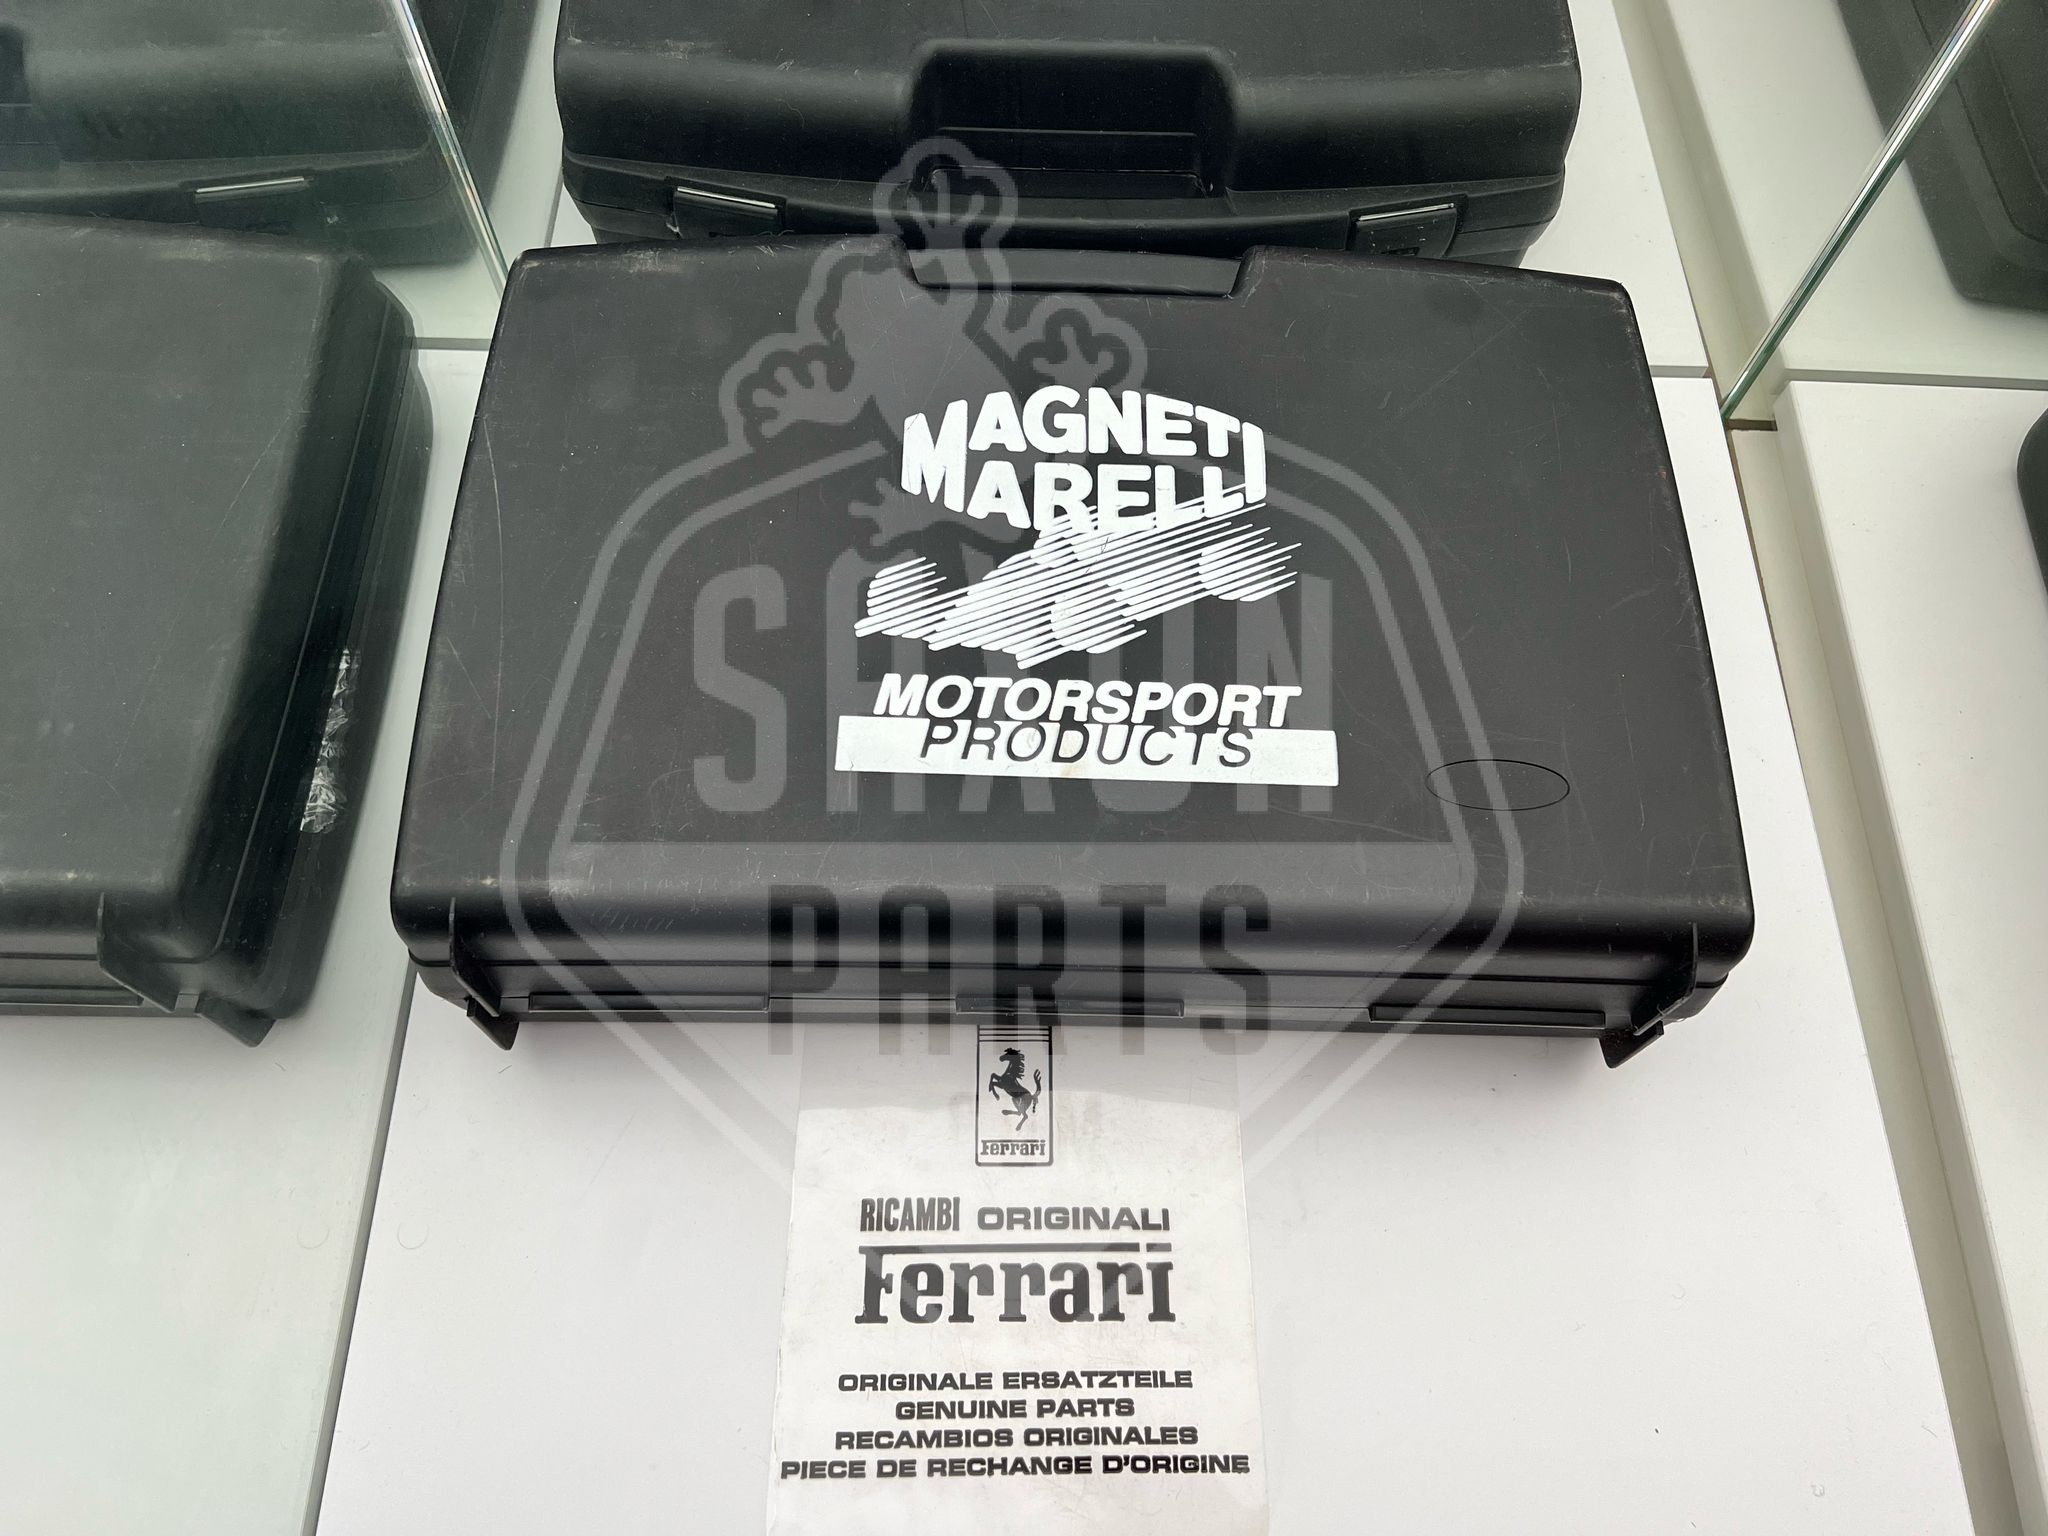 MAGNETI
MARELLI
MOTORSPORT
PRODUCTS
SAXON
PARTS
Ferrari
RICAMBI ORIGINALI
Ferrari
ORIGINALE ERSATZTEILE
GENUINE PARTS
RECAMBIOS ORIGINALES
PIECE DE RECHANGE D'ORIGINE